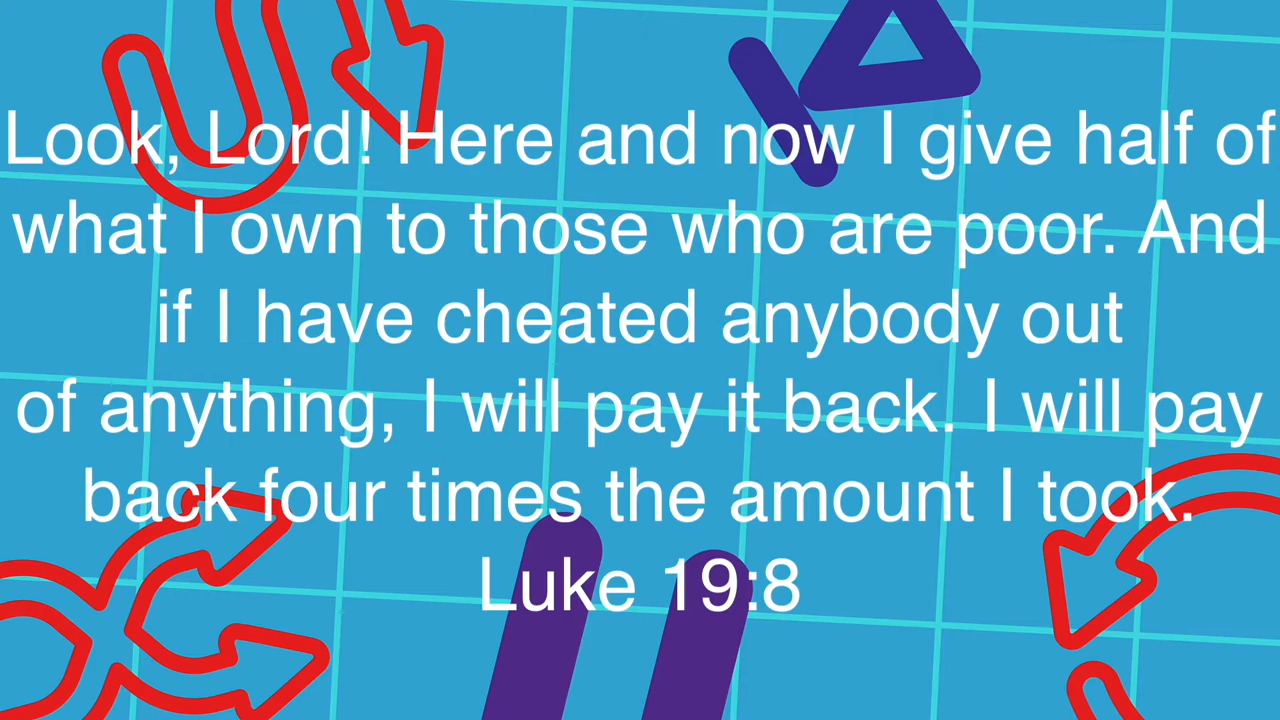 Look, Lord! Here and now I give half of
what I own to those who are poor. And
if I have cheated anybody out
of anything, I will pay it back. I will pay
back four times the amount I took.
Luke 19:8